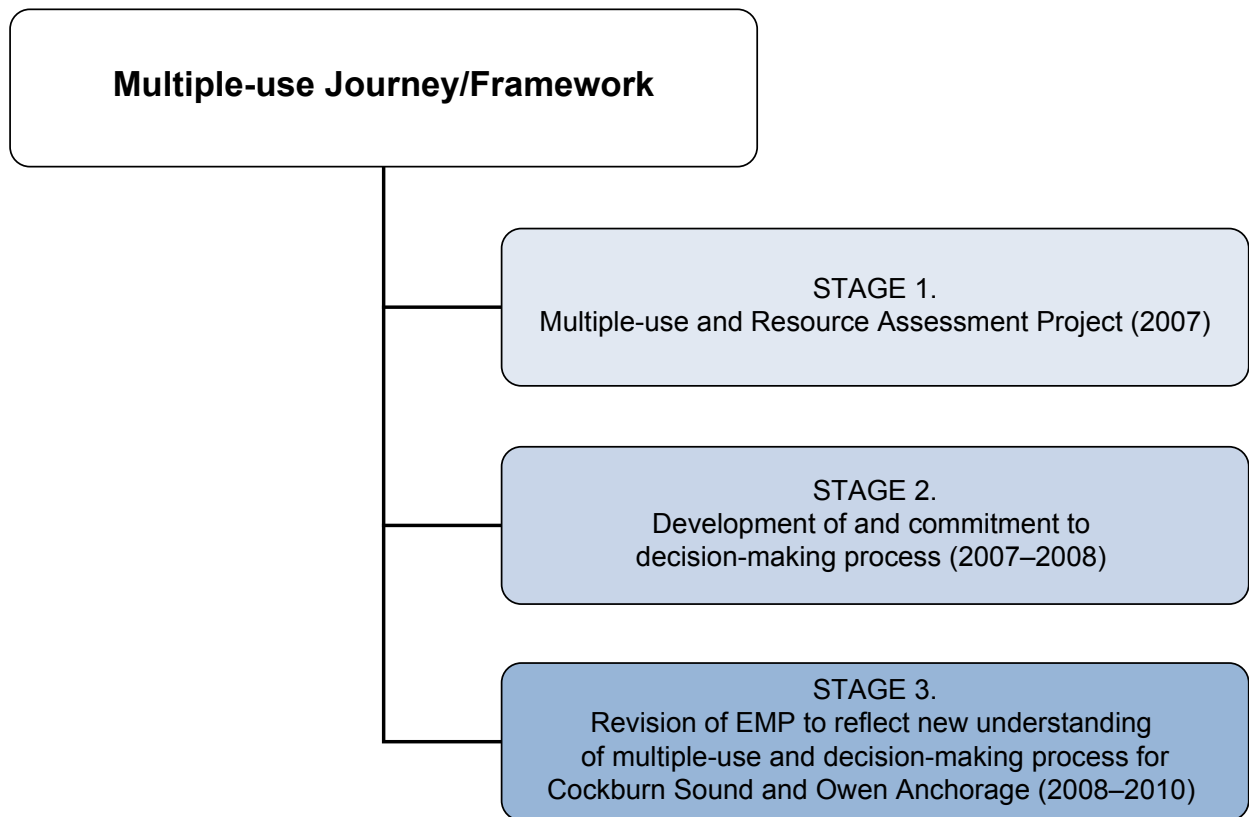 Multiple-use Journey/Framework
STAGE 1.
Multiple-use and Resource Assessment Project (2007)
STAGE 2.
Development of and commitment to
decision-making process (2007–2008)
STAGE 3.
Revision of EMP to reflect new understanding
of multiple-use and decision-making process for
Cockburn Sound and Owen Anchorage (2008–2010)